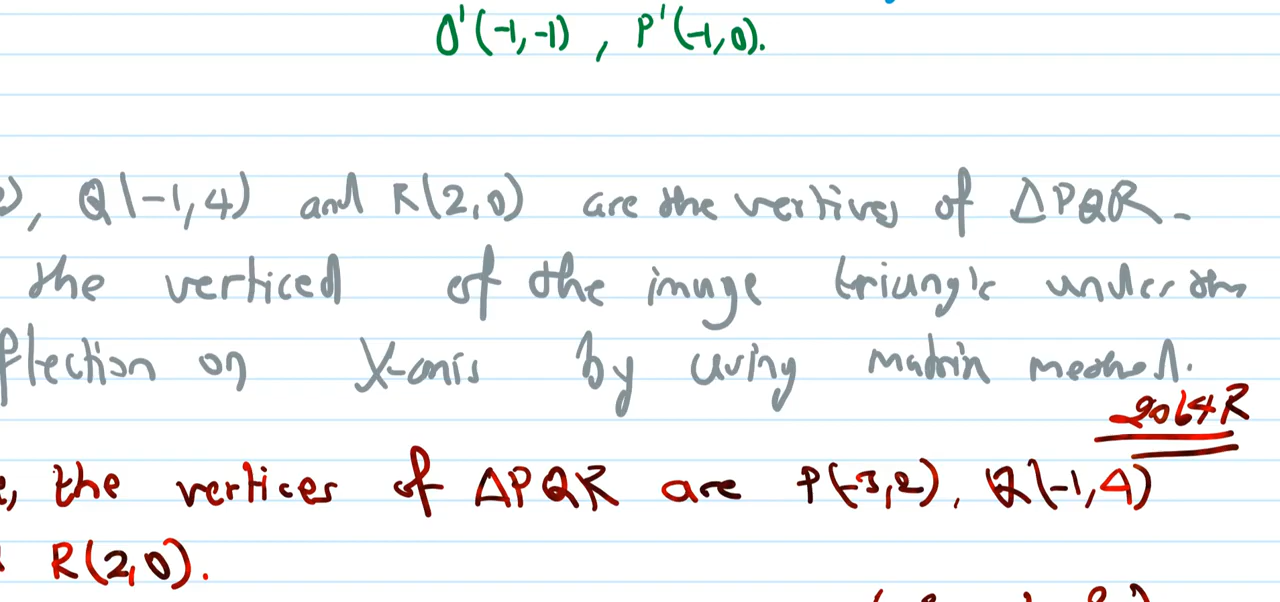 O'(-1,-1) , P'(-1,0).
), Q(-1,4) and R(2,0) are the vertives of ΔPQR -
the verticed of the image triangle under the
flection on X-axis by using matrix method.
2064R
, the vertices of ΔPQR are P(-3,2), Q(-1,4)
R(2,0).